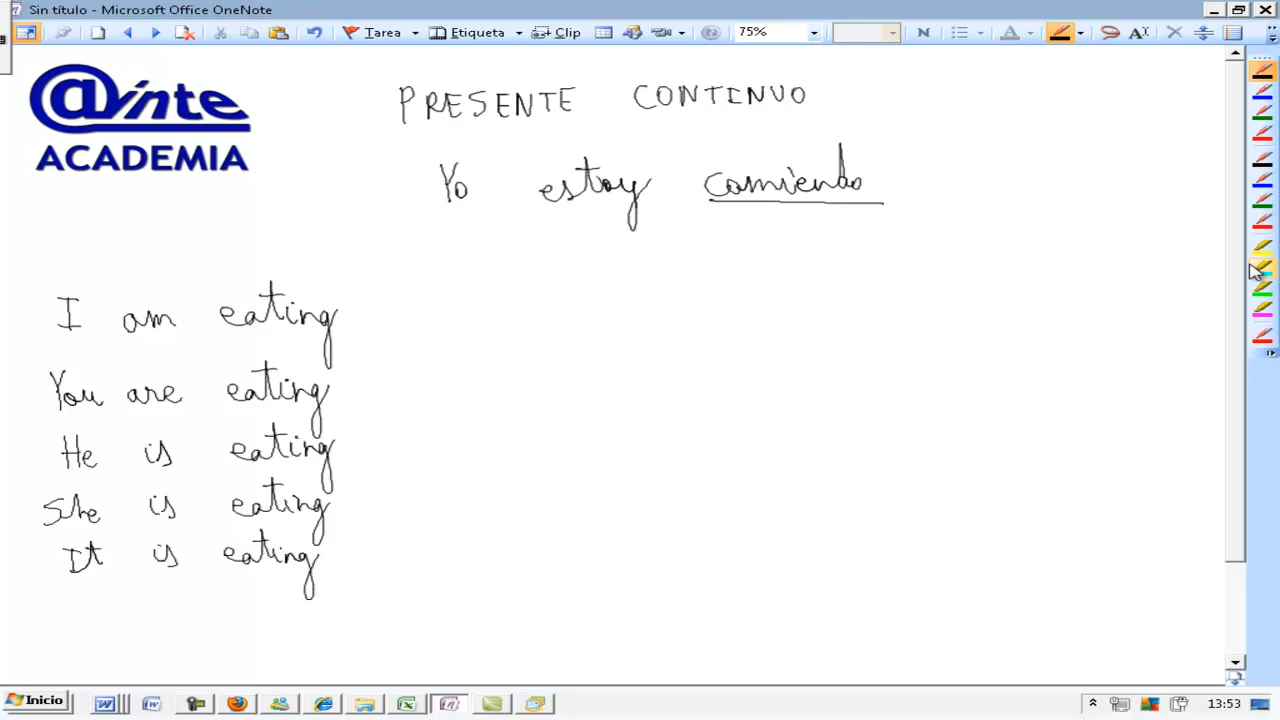 Sin título - Microsoft Office OneNote
Tarea Etiqueta Clip 75% N A A
@inte
ACADEMIA
PRESENTE CONTINUO
Yo estoy comiendo
I am eating
You are eating
He is eating
She is eating
It is eating
Inicio 13:53